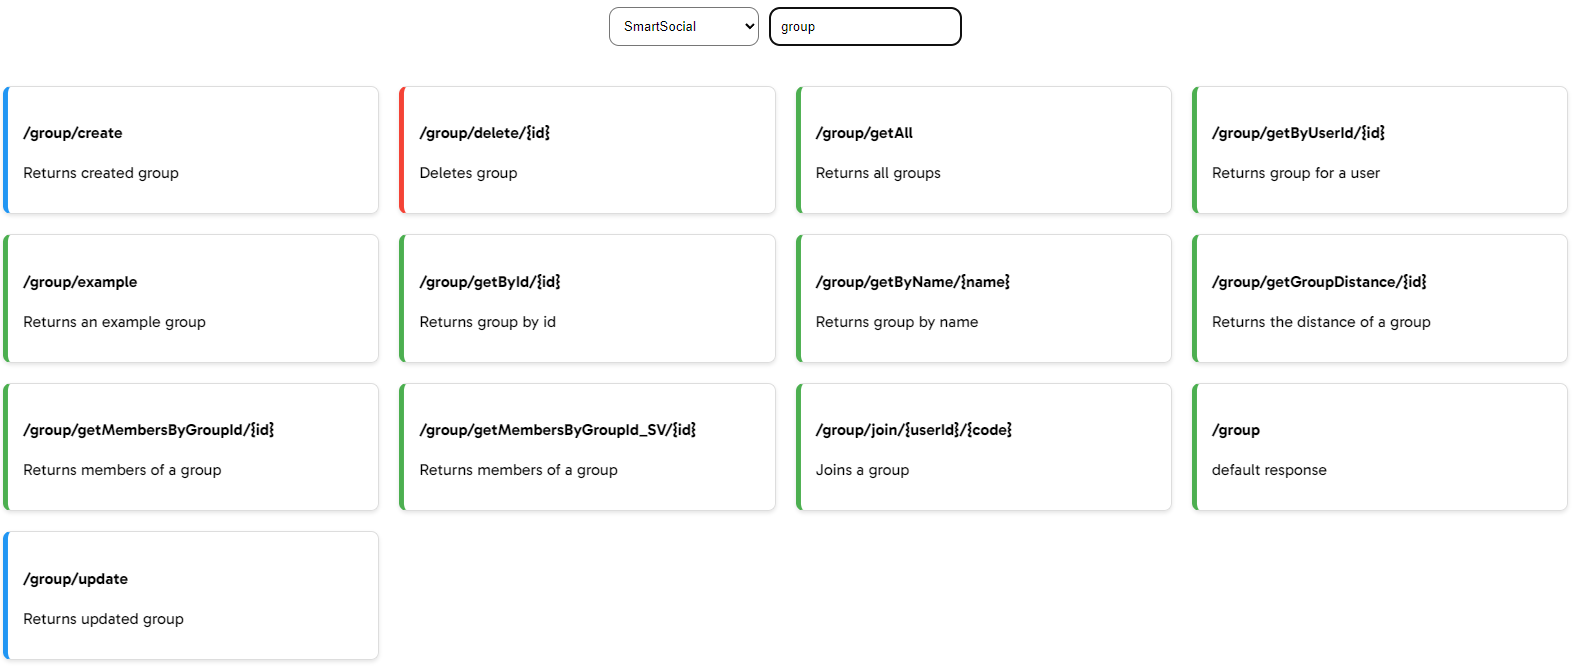 SmartSocial
group
/group/create
Returns created group
/group/delete/{id}
Deletes group
/group/getAll
Returns all groups
/group/getByUserId/{id}
Returns group for a user
/group/example
Returns an example group
/group/getById/{id}
Returns group by id
/group/getByName/{name}
Returns group by name
/group/getGroupDistance/{id}
Returns the distance of a group
/group/getMembersByGroupId/{id}
Returns members of a group
/group/getMembersByGroupId_SV/{id}
Returns members of a group
/group/join/{userId}/{code}
Joins a group
/group
default response
/group/update
Returns updated group